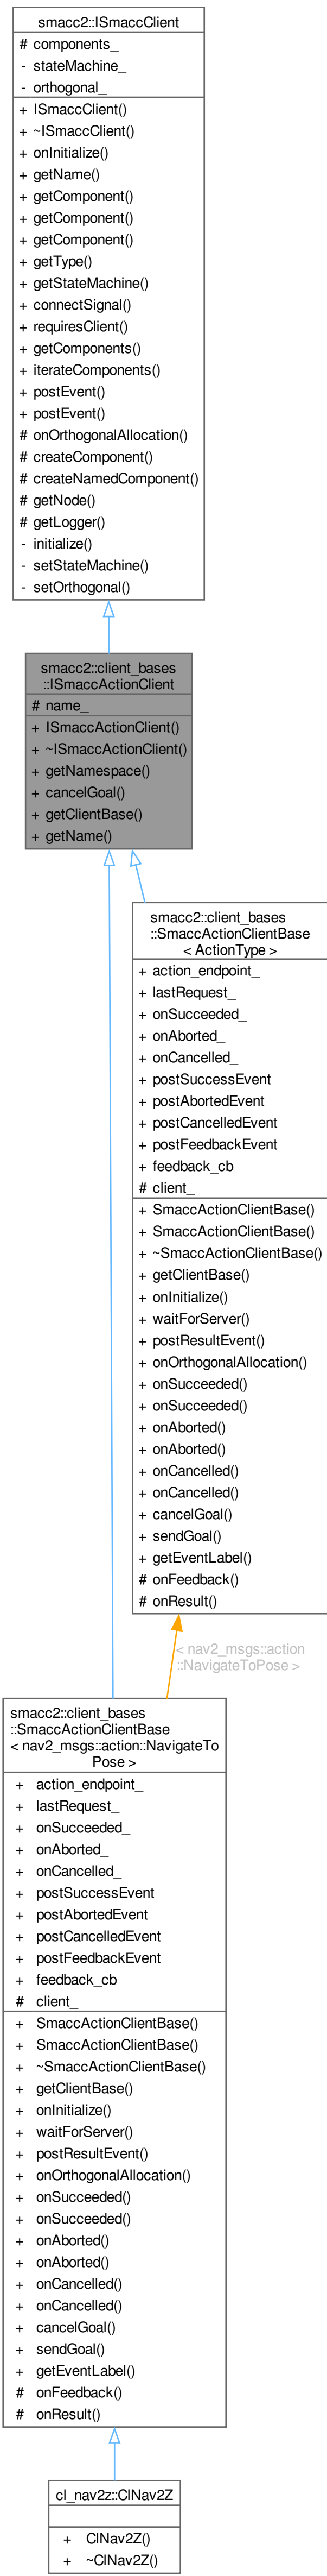 smacc2::ISmaccClient
# components_
- stateMachine_
- orthogonal_
+ ISmaccClient()
+ ~ISmaccClient()
+ onInitialize()
+ getName()
+ getComponent()
+ getComponent()
+ getComponent()
+ getType()
+ getStateMachine()
+ connectSignal()
+ requiresClient()
+ getComponents()
+ iterateComponents()
+ postEvent()
+ postEvent()
# onOrthogonalAllocation()
# createComponent()
# createNamedComponent()
# getNode()
# getLogger()
- initialize()
- setStateMachine()
- setOrthogonal()
smacc2::client_bases
::ISmaccActionClient
# name_
+ ISmaccActionClient()
+ ~ISmaccActionClient()
+ getNamespace()
+ cancelGoal()
+ getClientBase()
+ getName()
smacc2::client_bases
::SmaccActionClientBase
< ActionType >
+ action_endpoint_
+ lastRequest_
+ onSucceeded_
+ onAborted_
+ onCancelled_
+ postSuccessEvent
+ postAbortedEvent
+ postCancelledEvent
+ postFeedbackEvent
+ feedback_cb
# client_
+ SmaccActionClientBase()
+ SmaccActionClientBase()
+ ~SmaccActionClientBase()
+ getClientBase()
+ onInitialize()
+ waitForServer()
+ postResultEvent()
+ onOrthogonalAllocation()
+ onSucceeded()
+ onSucceeded()
+ onAborted()
+ onAborted()
+ onCancelled()
+ onCancelled()
+ cancelGoal()
+ sendGoal()
+ getEventLabel()
# onFeedback()
# onResult()
< nav2_msgs::action
::NavigateToPose >
smacc2::client_bases
::SmaccActionClientBase
< nav2_msgs::action::NavigateTo
Pose >
+ action_endpoint_
+ lastRequest_
+ onSucceeded_
+ onAborted_
+ onCancelled_
+ postSuccessEvent
+ postAbortedEvent
+ postCancelledEvent
+ postFeedbackEvent
+ feedback_cb
# client_
+ SmaccActionClientBase()
+ SmaccActionClientBase()
+ ~SmaccActionClientBase()
+ getClientBase()
+ onInitialize()
+ waitForServer()
+ postResultEvent()
+ onOrthogonalAllocation()
+ onSucceeded()
+ onSucceeded()
+ onAborted()
+ onAborted()
+ onCancelled()
+ onCancelled()
+ cancelGoal()
+ sendGoal()
+ getEventLabel()
# onFeedback()
# onResult()
cl_nav2z::ClNav2Z
+ ClNav2Z()
+ ~ClNav2Z()